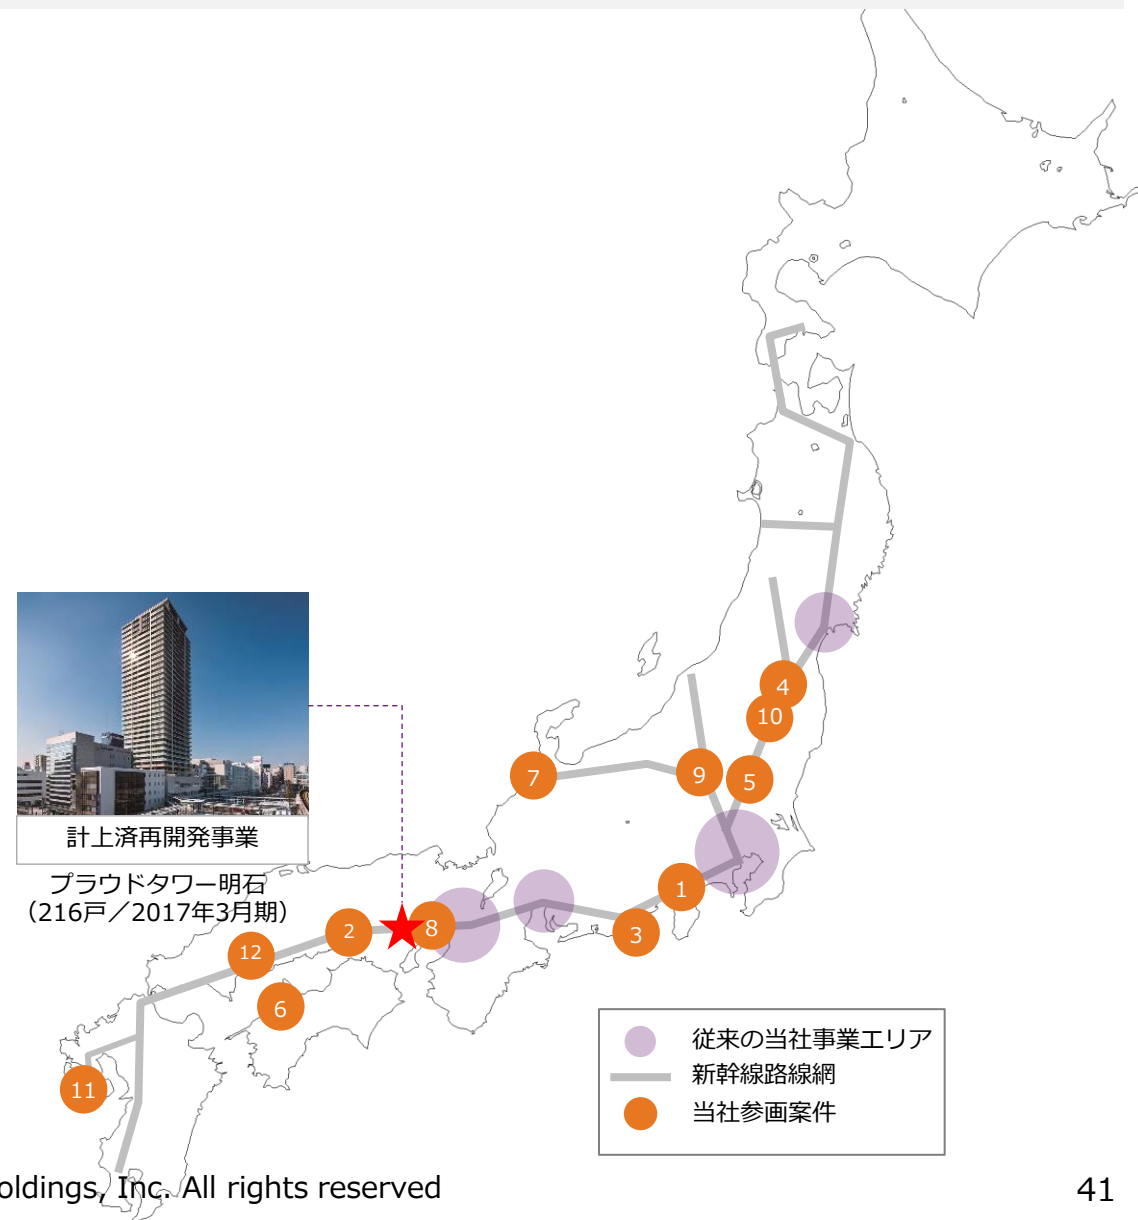 4
10
7
9
5
計上済再開発事業
プラウドタワー明石
（216戸／2017年3月期）
1
2
8
3
12
6
11
従来の当社事業エリア
新幹線路線網
当社参画案件
oldings, Inc. All rights reserved
41